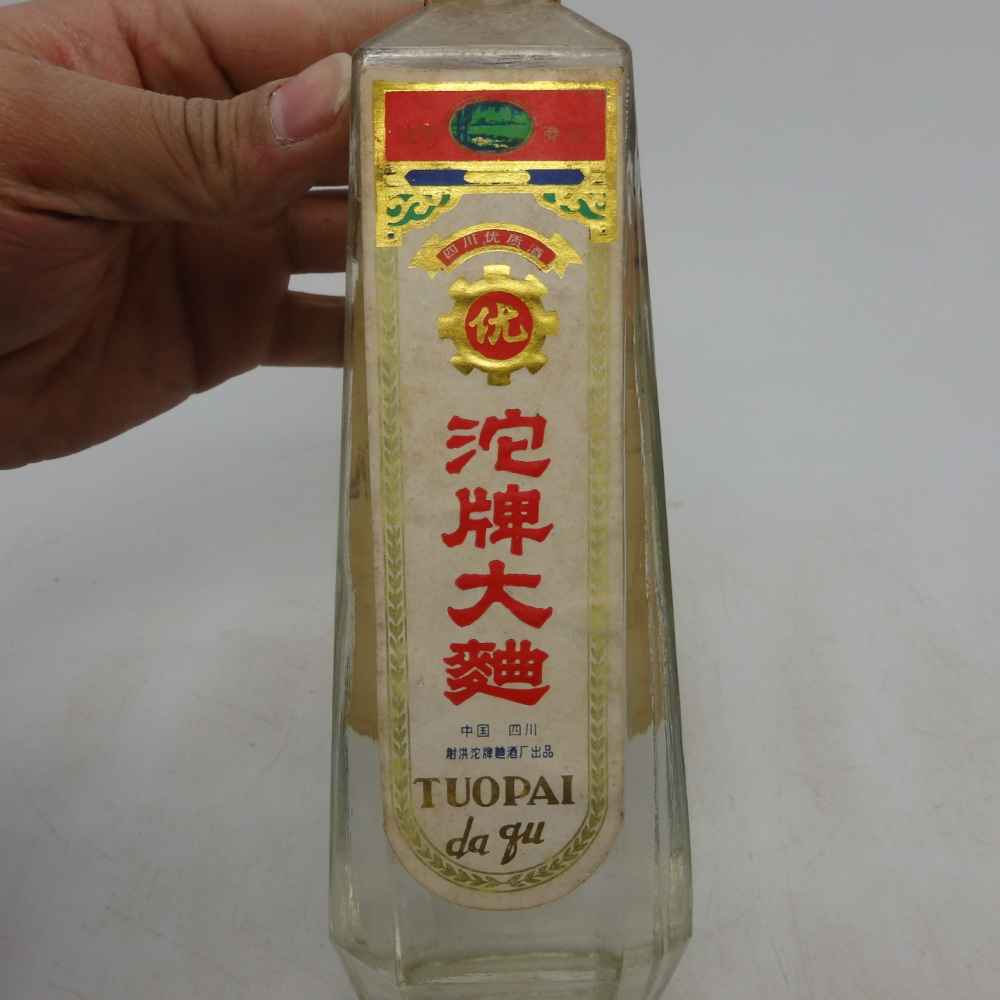 四川优质酒
优
沱牌大麯
中国 四川
射洪沱牌麯酒厂出品
TUOPAI
da qu